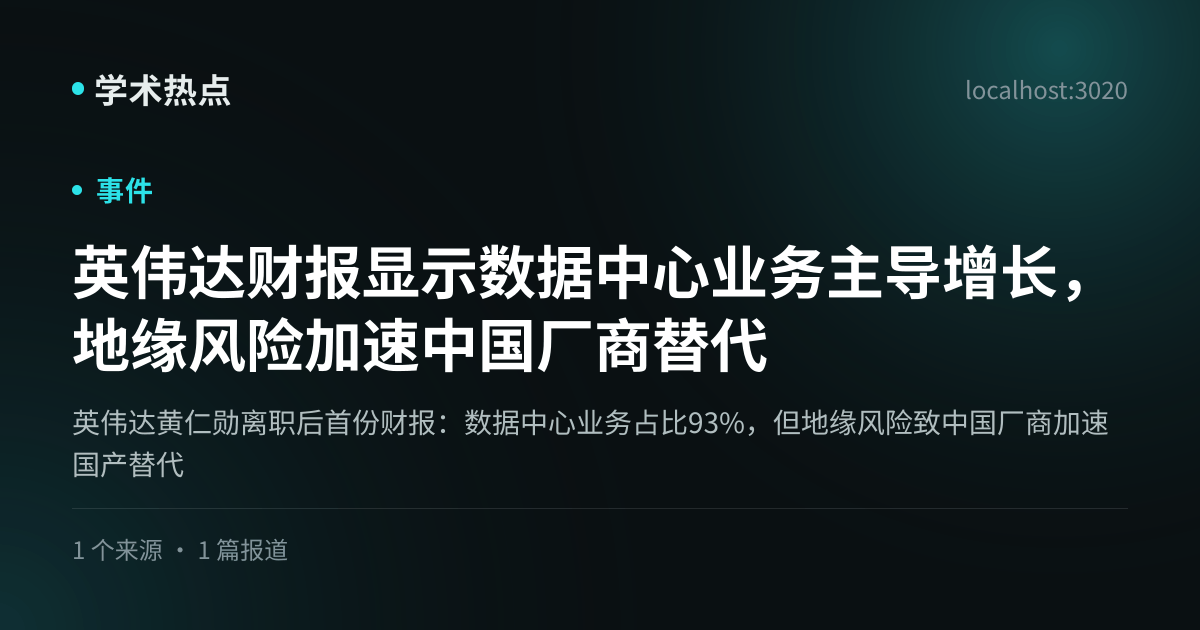 学术热点
localhost:3020
事件
英伟达财报显示数据中心业务主导增长，
地缘风险加速中国厂商替代
英伟达黄仁勋离职后首份财报：数据中心业务占比93%，但地缘风险致中国厂商加速
国产替代
1 个来源 · 1 篇报道